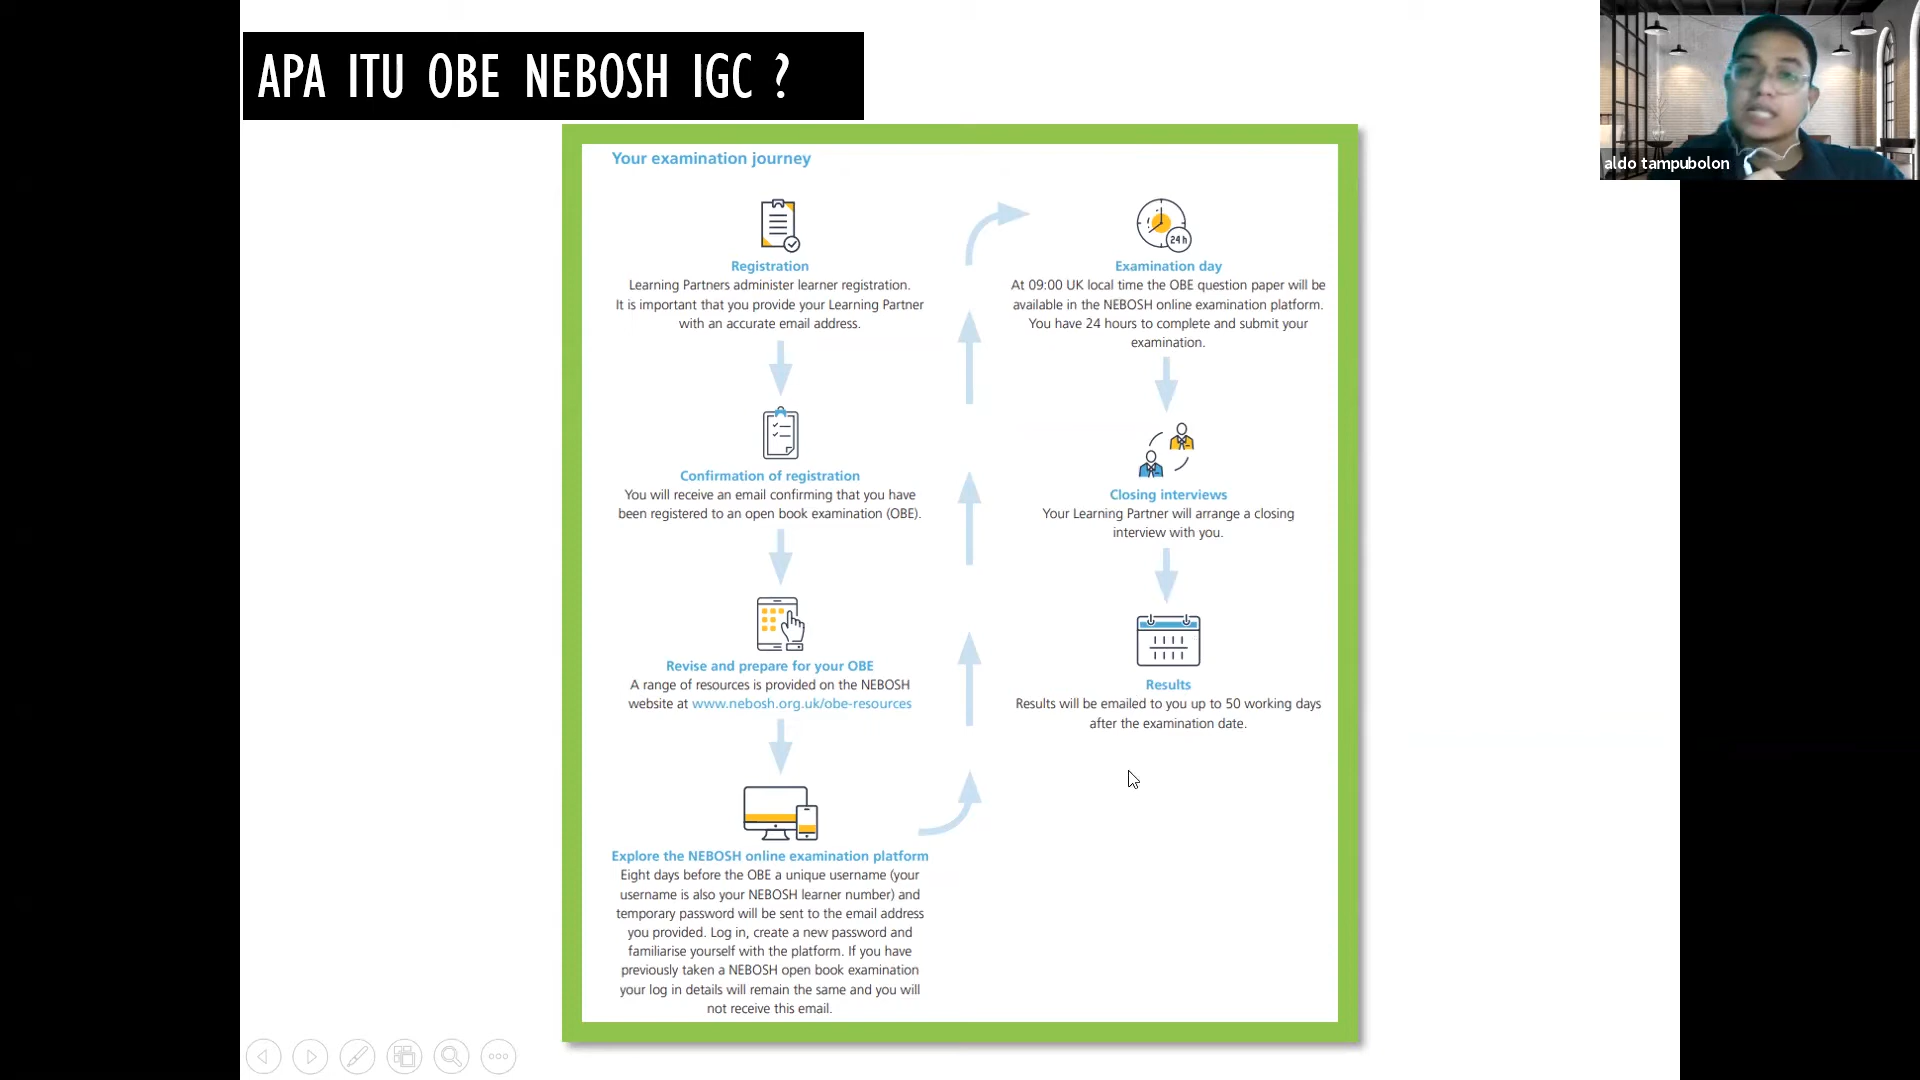 APA ITU OBE NEBOSH IGC ?
aldo tampubolon
Your examination journey
Registration
Learning Partners administer learner registration.
It is important that you provide your Learning Partner
with an accurate email address.
Confirmation of registration
You will receive an email confirming that you have
been registered to an open book examination (OBE).
Revise and prepare for your OBE
A range of resources is provided on the NEBOSH
website at www.nebosh.org.uk/obe-resources
Explore the NEBOSH online examination platform
Eight days before the OBE a unique username (your
username is also your NEBOSH learner number) and
temporary password will be sent to the email address
you provided. Log in, create a new password and
familiarise yourself with the platform. If you have
previously taken a NEBOSH open book examination
your log in details will remain the same and you will
not receive this email.
24h
Examination day
At 09:00 UK local time the OBE question paper will be
available in the NEBOSH online examination platform.
You have 24 hours to complete and submit your
examination.
Closing interviews
Your Learning Partner will arrange a closing
interview with you.
Results
Results will be emailed to you up to 50 working days
after the examination date.